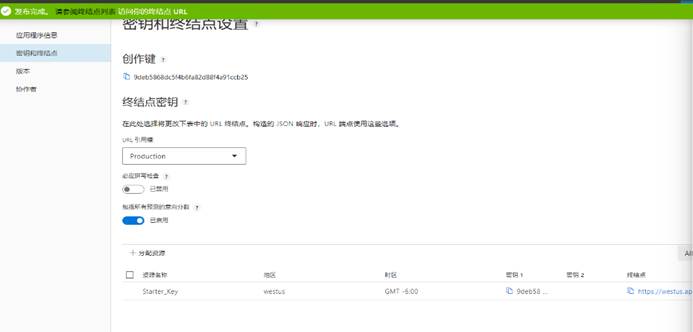 发布完成。 请参阅终结点列表 访问你的终结点 URL
密钥和终结点设置
应用程序信息
密钥和终结点
版本
协作者
创作键 ?
9deb5868dc5f4b6fa82d88f4a91ccb25
终结点密钥 ?
在此处选择将更改下表中的 URL 终结点。构造的 JSON 响应时，URL 端点使用这些选项。
URL 引用槽
Production
必应拼写检查 ?
已禁用
包括所有预测的意向分数 ?
已启用
+ 分配资源
All
资源名称 地区 时区 密钥 1 密钥 2 终结点
Starter_Key westus GMT -6:00 9deb58 ... https://westus.ap